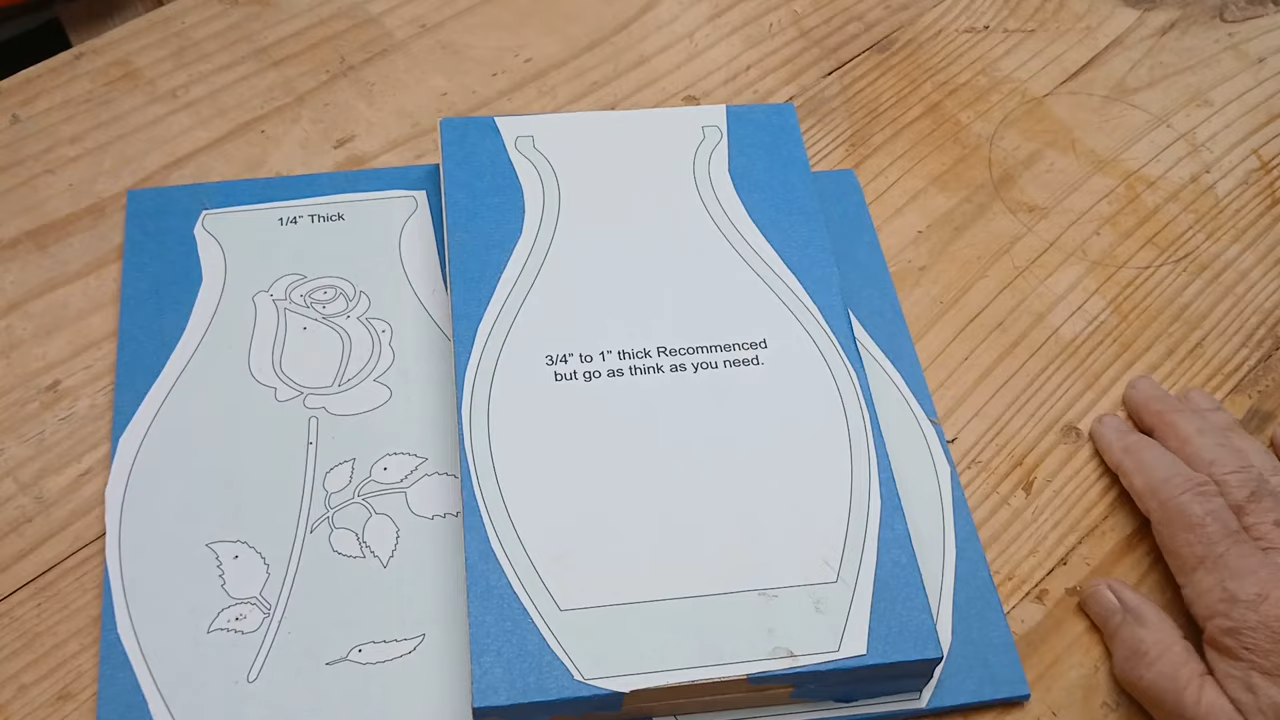 1/4" Thick
3/4" to 1" thick Recommenced
but go as think as you need.